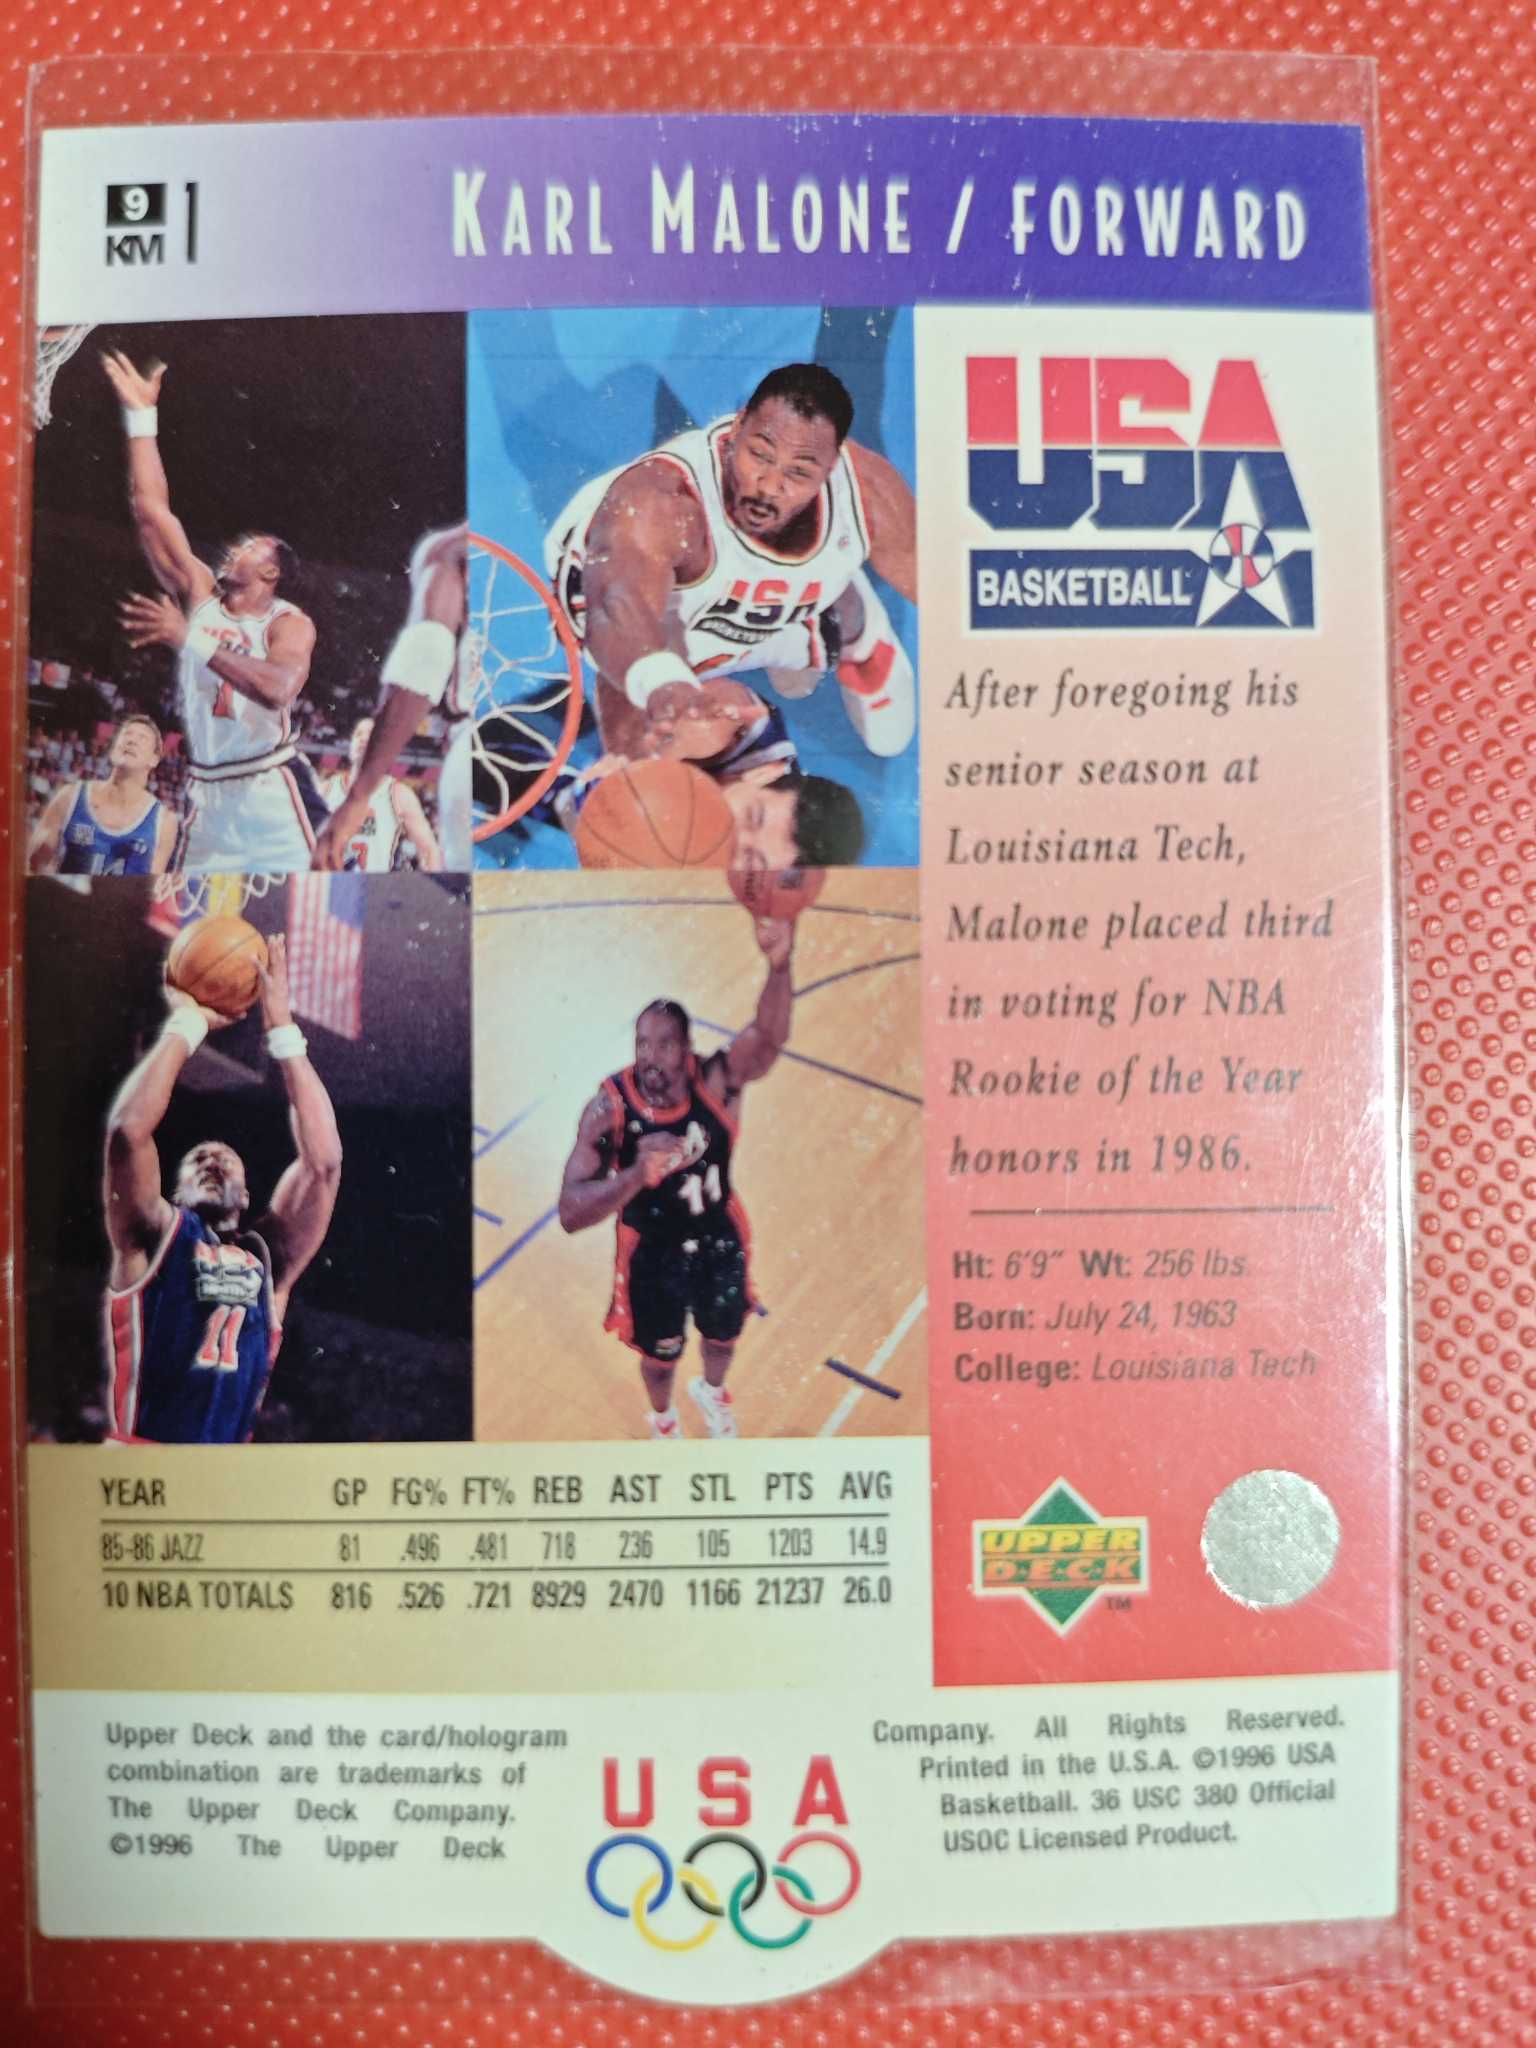 9
KM 1
KARL MALONE / FORWARD
USA
BASKETBALL
After foregoing his
senior season at
Louisiana Tech,
Malone placed third
in voting for NBA
Rookie of the Year
honors in 1986.
Ht: 6'9" Wt: 256 lbs.
Born: July 24, 1963
College: Louisiana Tech
USA
11
YEAR GP FG% FT% REB AST STL PTS AVG
85-86 JAZZ 81 .496 .481 718 236 105 1203 14.9
10 NBA TOTALS 816 .526 .721 8929 2470 1166 21237 26.0
UPPER
D·E·C·K
TM
Upper Deck and the card/hologram
combination are trademarks of
The Upper Deck Company.
©1996 The Upper Deck
Company. All Rights Reserved.
Printed in the U.S.A. ©1996 USA
Basketball. 36 USC 380 Official
USOC Licensed Product.
USA